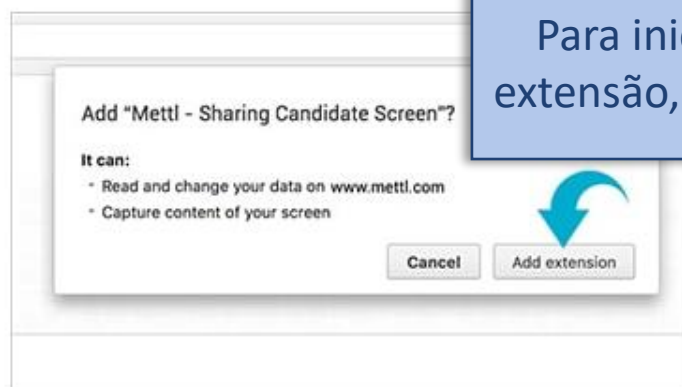 Para
extensão,
Add "Mettl - Sharing Candidate Screen"?
It can:
- Read and change your data on www.mettl.com
- Capture content of your screen
Cancel
Add extension